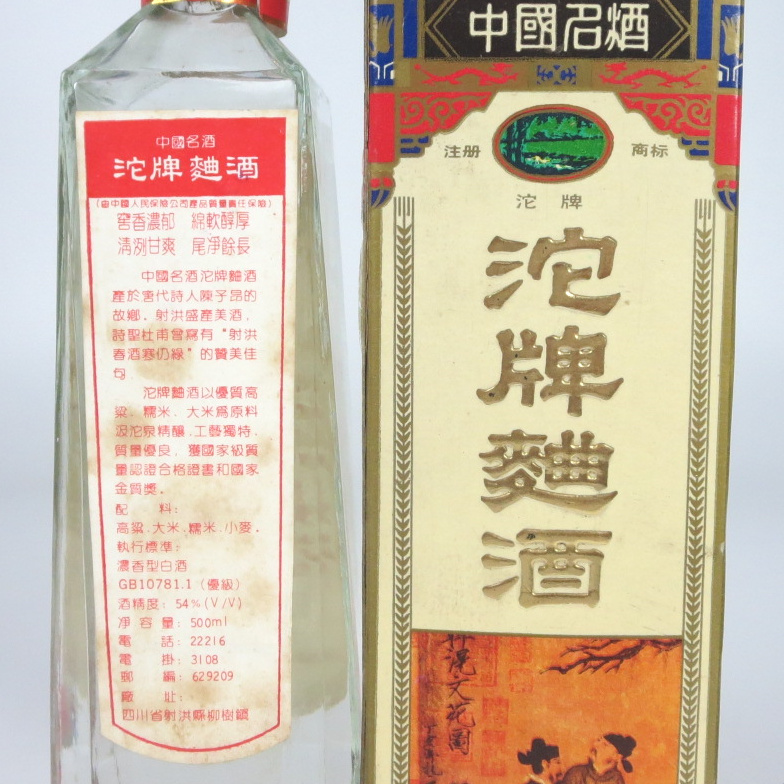 中國名酒
沱牌麯酒
(由中國人民保險公司產品質量責任保險)
窖香濃郁 綿軟醇厚
清洌甘爽 尾凈餘長
中國名酒沱牌麯酒
產於唐代詩人陳子昂的
故鄉。射洪盛產美酒，
詩聖杜甫曾寫有“射洪
春酒寒仍綠”的贊美佳
句.
沱牌麯酒以優質高
粱、糯米、大米爲原料
汲沱泉精釀.工藝獨特，
質量優良，獲國家級質
量認證合格證書和國家
金質獎。
配 料:
高粱.大米.糯米.小麥。
執行標準:
濃香型白酒
GB10781.1（優級）
酒精度: 54%(V/V)
凈容量: 500ml
電 話: 22216
電 掛: 3108
郵 編: 629209
廠 址:
四川省射洪縣柳樹鎮
中國名酒
注册 商标
沱牌
沱牌麯酒